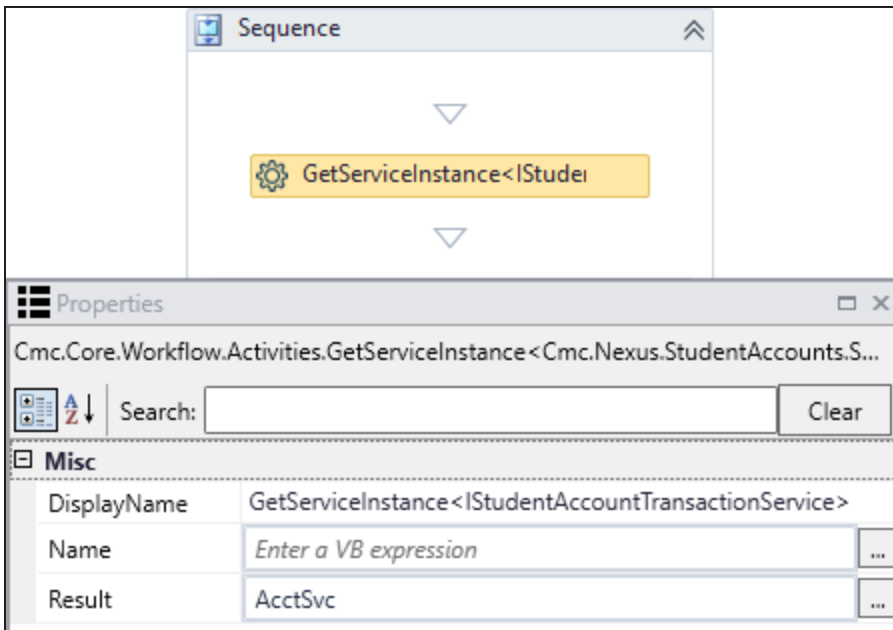 Sequence
GetServiceInstance<IStude
Properties
Cmc.Core.Workflow.Activities.GetServiceInstance<Cmc.Nexus.StudentAccounts.S...
Search:
Clear
Misc
DisplayName GetServiceInstance<IStudentAccountTransactionService>
Name Enter a VB expression ...
Result AcctSvc ...